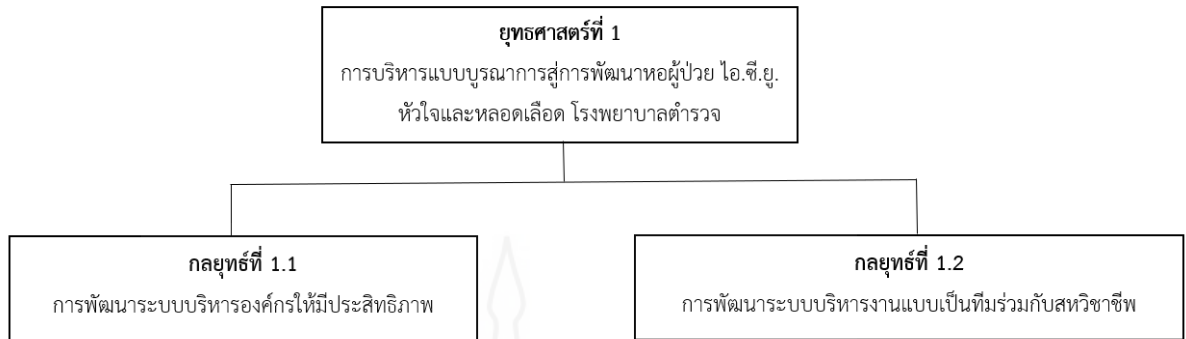 ยุทธศาสตร์ที่ 1
การบริหารแบบบูรณาการสู่การพัฒนาหอผู้ป่วย ไอ.ซี.ยู.
หัวใจและหลอดเลือด โรงพยาบาลตำรวจ
กลยุทธ์ที่ 1.1
การพัฒนาระบบบริหารองค์กรให้มีประสิทธิภาพ
กลยุทธ์ที่ 1.2
การพัฒนาระบบบริหารงานแบบเป็นทีมร่วมกับสหวิชาชีพ